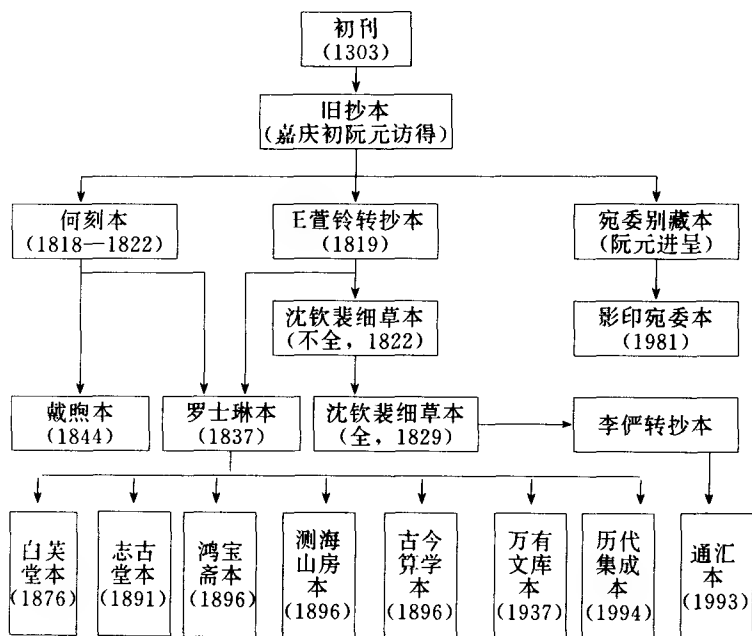 初刊
(1303)
旧抄本
(嘉庆初阮元访得)
何刻本
(1818—1822)
王萱铃转抄本
(1819)
宛委别藏本
(阮元进呈)
沈钦裴细草本
(不全，1822)
影印宛委本
(1981)
戴煦本
(1844)
罗士琳本
(1837)
沈钦裴细草本
(全，1829)
李俨转抄本
白芙
堂本
(1876)
志古
堂本
(1891)
鸿宝
斋本
(1896)
测海
山房
本
(1896)
古今
算学
本
(1896)
万有
文库
本
(1937)
历代
集成
本
(1994)
通汇
本
(1993)